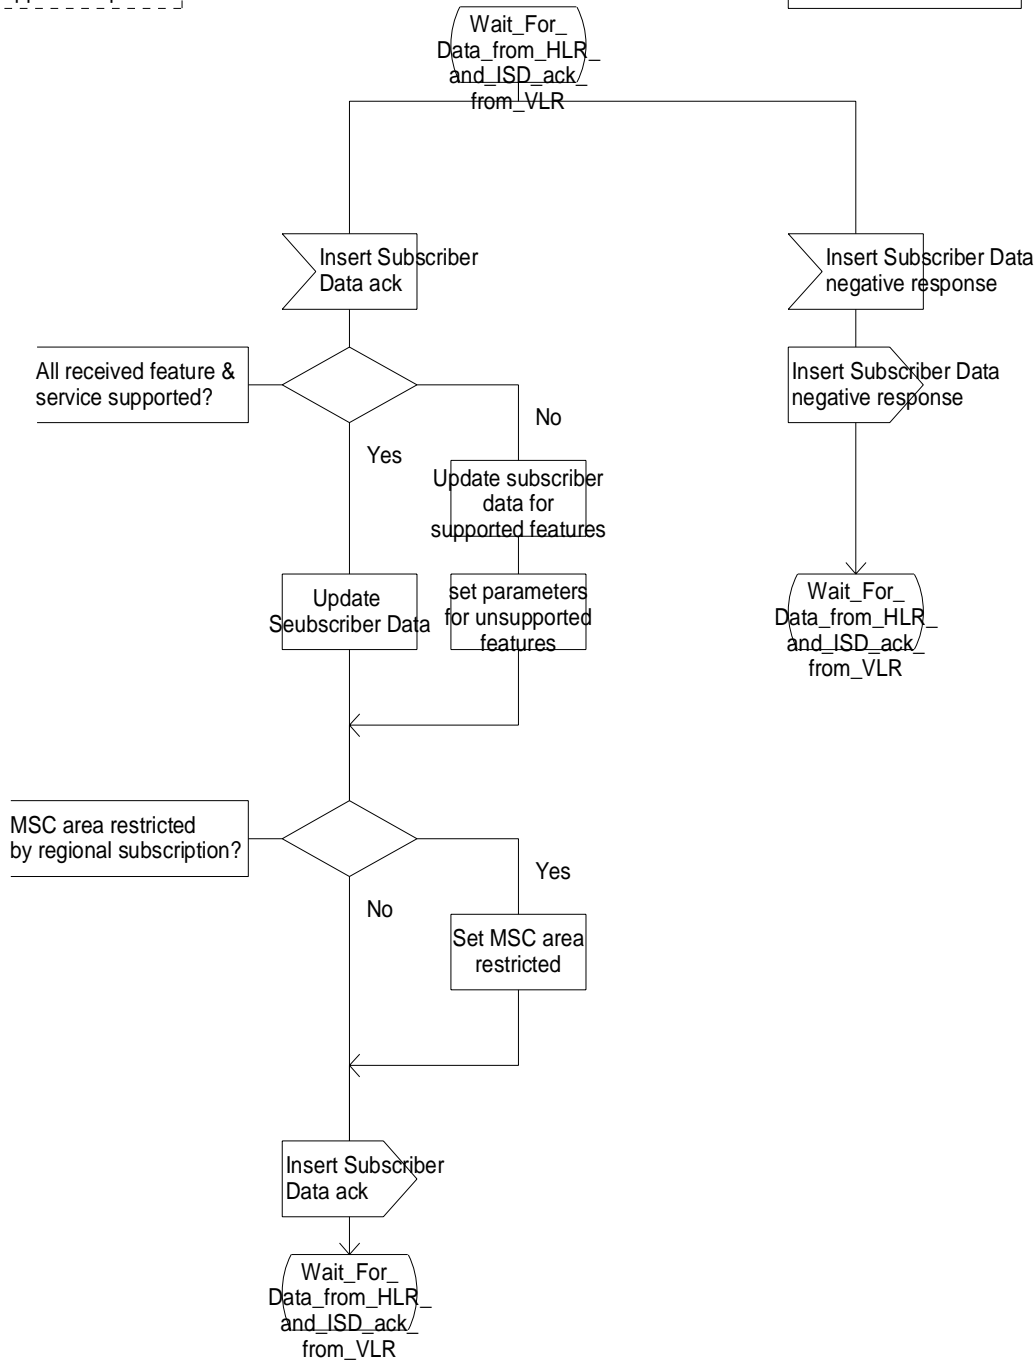 Wait_For_
Data_from_HLR_
and_ISD_ack_
from_VLR
Insert Subscriber
Data ack
Insert Subscriber Data
negative response
All received feature &
service supported?
Insert Subscriber Data
negative response
No
Yes
Update subscriber
data for
supported features
Update
Seubscriber Data
set parameters
for unsupported
features
Wait_For_
Data_from_HLR_
and_ISD_ack_
from_VLR
MSC area restricted
by regional subscription?
Yes
No
Set MSC area
restricted
Insert Subscriber
Data ack
Wait_For_
Data_from_HLR_
and_ISD_ack_
from_VLR